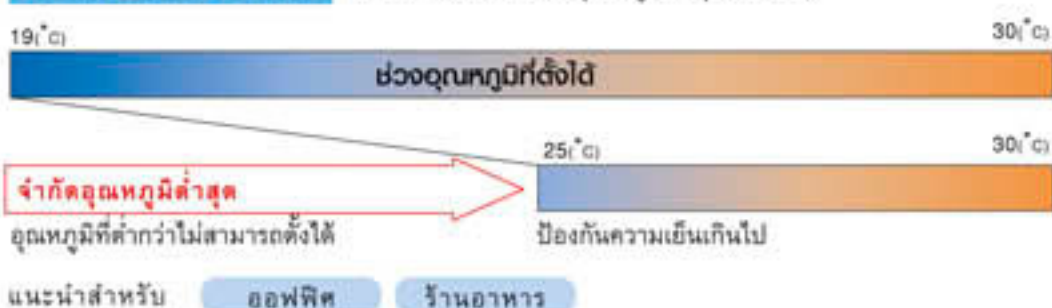 19(°C)
30(°C)
ช่วงอุณหภูมิที่ตั้งได้
25(°C)
30(°C)
จำกัดอุณหภูมิต่ำสุด
อุณหภูมิที่ต่ำกว่าไม่สามารถตั้งได้
ป้องกันความเย็นเกินไป
แนะนำสำหรับ ออฟฟิศ ร้านอาหาร